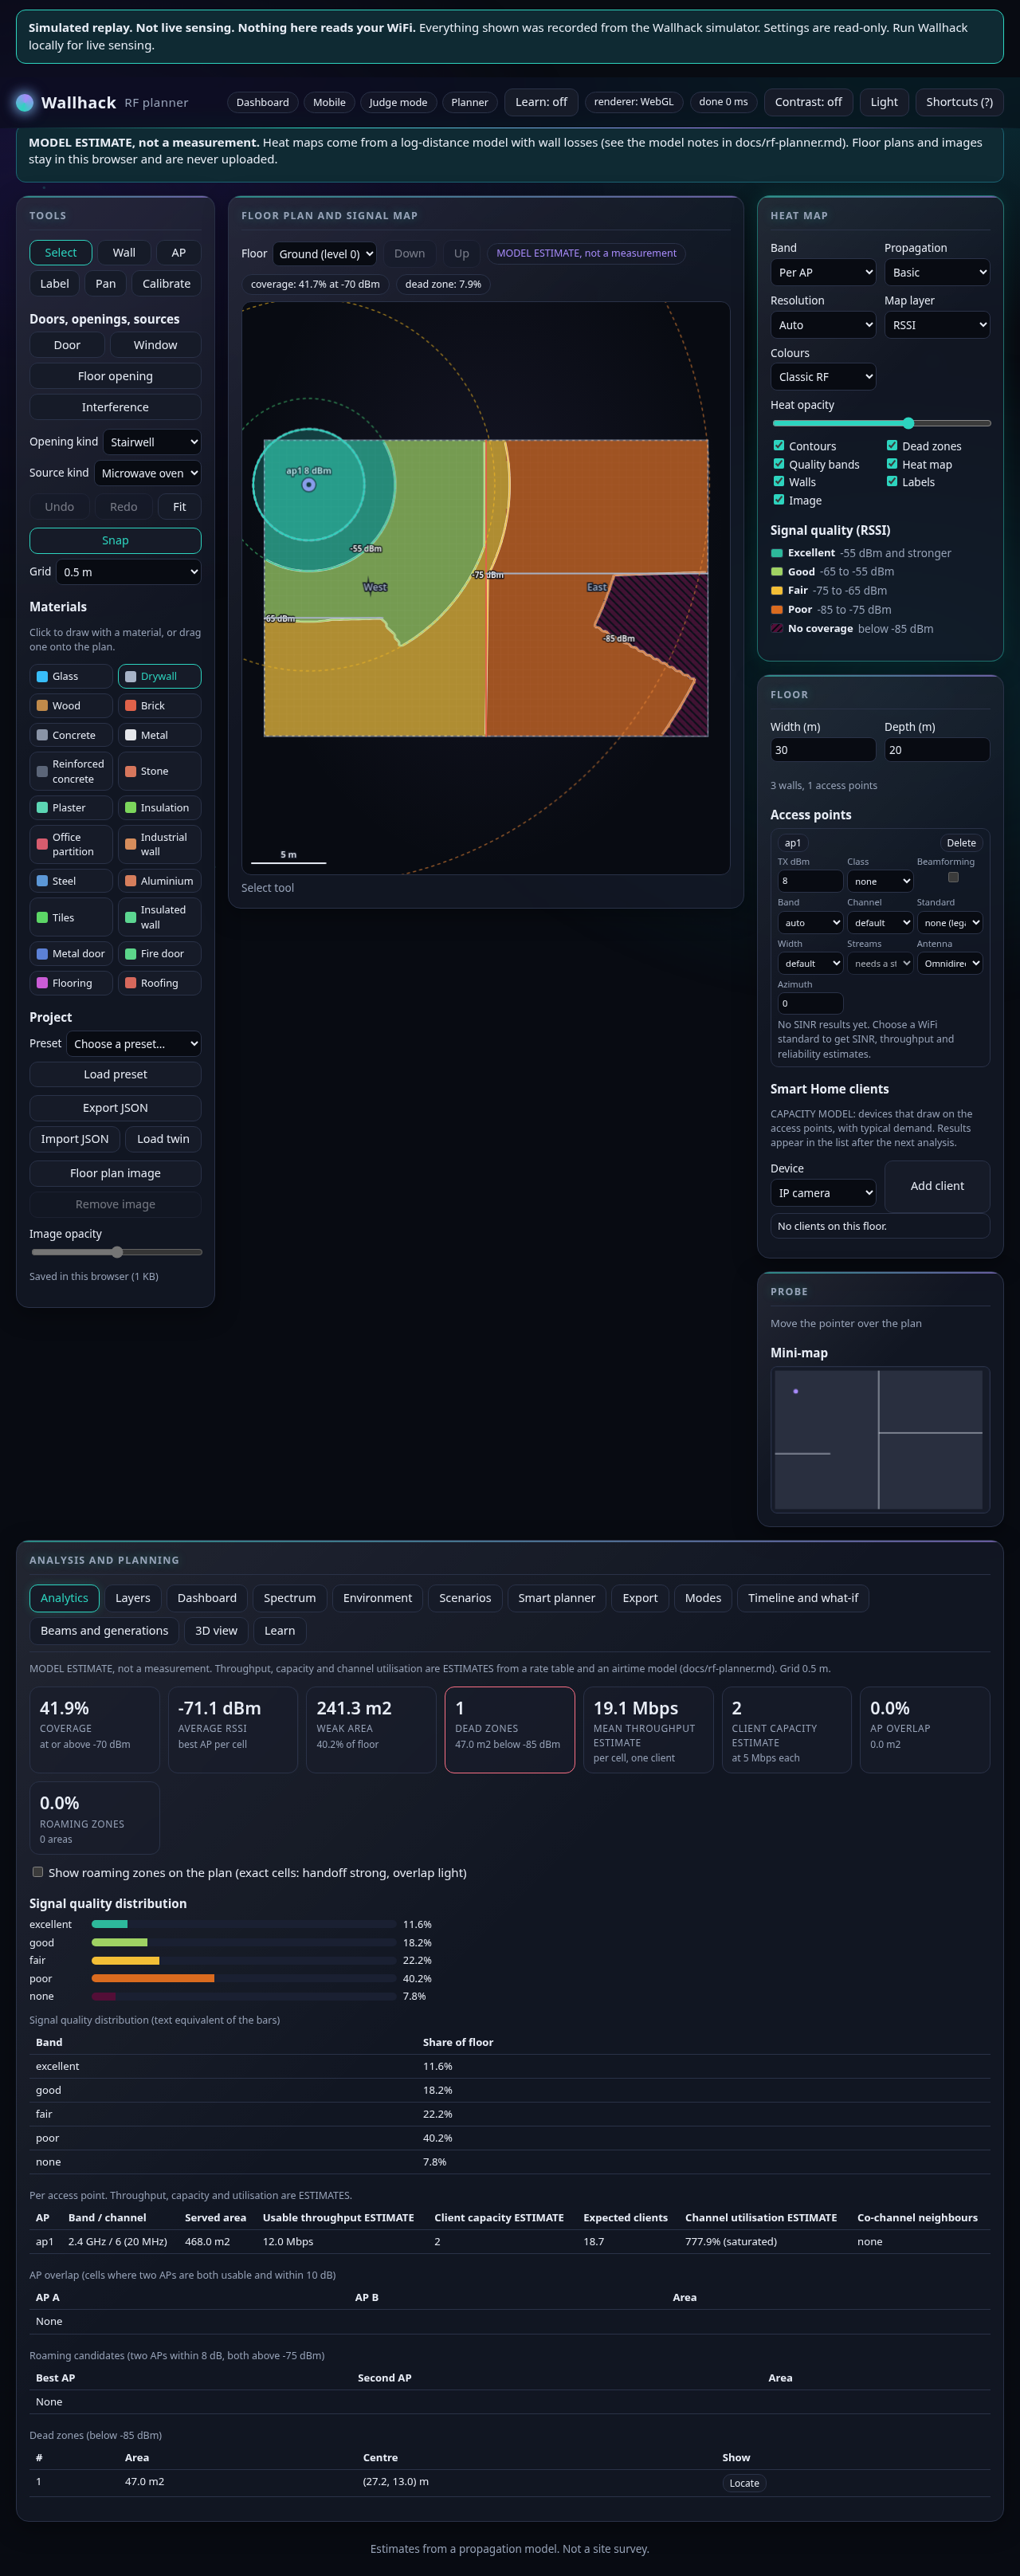 Simulated replay. Not live sensing. Nothing here reads your WiFi. Everything shown was recorded from the Wallhack simulator. Settings are read-only. Run Wallhack
locally for live sensing.
Wallhack RF planner Dashboard Mobile Judge mode Planner Learn: off renderer: WebGL done 0 ms Contrast: off Light Shortcuts (?)
MODEL ESTIMATE, not a measurement. Heat maps come from a log-distance model with wall losses (see the model notes in docs/rf-planner.md). Floor plans and images
stay in this browser and are never uploaded.
TOOLS
Select Wall AP
Label Pan Calibrate
Doors, openings, sources
Door Window
Floor opening
Interference
Opening kind Stairwell
Source kind Microwave oven
Undo Redo Fit
Snap
Grid 0.5 m
Materials
Click to draw with a material, or drag
one onto the plan.
Glass Drywall
Wood Brick
Concrete Metal
Reinforced
concrete
Stone
Plaster Insulation
Office
partition
Industrial
wall
Steel Aluminium
Tiles
Insulated
wall
Metal door Fire door
Flooring Roofing
Project
Preset Choose a preset...
Load preset
Export JSON
Import JSON Load twin
Floor plan image
Remove image
Image opacity
Saved in this browser (1 KB)
FLOOR PLAN AND SIGNAL MAP
Floor Ground (level 0) Down Up MODEL ESTIMATE, not a measurement
coverage: 41.7% at -70 dBm dead zone: 7.9%
ap1 8 dBm
-55 dBm
-75 dBm
West East
65 dBm
-85 dBm
5 m
Select tool
HEAT MAP
Band Propagation
Per AP Basic
Resolution Map layer
Auto RSSI
Colours
Classic RF
Heat opacity
Contours Dead zones
Quality bands Heat map
Walls Labels
Image
Signal quality (RSSI)
Excellent -55 dBm and stronger
Good -65 to -55 dBm
Fair -75 to -65 dBm
Poor -85 to -75 dBm
No coverage below -85 dBm
FLOOR
Width (m) Depth (m)
30 20
3 walls, 1 access points
Access points
ap1 Delete
TX dBm Class Beamforming
8 none
Band Channel Standard
auto default none (lega
Width Streams Antenna
default needs a st Omnidirec
Azimuth
0
No SINR results yet. Choose a WiFi
standard to get SINR, throughput and
reliability estimates.
Smart Home clients
CAPACITY MODEL: devices that draw on the
access points, with typical demand. Results
appear in the list after the next analysis.
Device
IP camera Add client
No clients on this floor.
PROBE
Move the pointer over the plan
Mini-map
ANALYSIS AND PLANNING
Analytics Layers Dashboard Spectrum Environment Scenarios Smart planner Export Modes Timeline and what-if
Beams and generations 3D view Learn
MODEL ESTIMATE, not a measurement. Throughput, capacity and channel utilisation are ESTIMATES from a rate table and an airtime model (docs/rf-planner.md). Grid 0.5 m.
41.9%
COVERAGE
at or above -70 dBm
-71.1 dBm
AVERAGE RSSI
best AP per cell
241.3 m2
WEAK AREA
40.2% of floor
1
DEAD ZONES
47.0 m2 below -85 dBm
19.1 Mbps
MEAN THROUGHPUT
ESTIMATE
per cell, one client
2
CLIENT CAPACITY
ESTIMATE
at 5 Mbps each
0.0%
AP OVERLAP
0.0 m2
0.0%
ROAMING ZONES
0 areas
Show roaming zones on the plan (exact cells: handoff strong, overlap light)
Signal quality distribution
excellent 11.6%
good 18.2%
fair 22.2%
poor 40.2%
none 7.8%
Signal quality distribution (text equivalent of the bars)
Band Share of floor
excellent 11.6%
good 18.2%
fair 22.2%
poor 40.2%
none 7.8%
Per access point. Throughput, capacity and utilisation are ESTIMATES.
AP Band / channel Served area Usable throughput ESTIMATE Client capacity ESTIMATE Expected clients Channel utilisation ESTIMATE Co-channel neighbours
ap1 2.4 GHz / 6 (20 MHz) 468.0 m2 12.0 Mbps 2 18.7 777.9% (saturated) none
AP overlap (cells where two APs are both usable and within 10 dB)
AP A AP B Area
None
Roaming candidates (two APs within 8 dB, both above -75 dBm)
Best AP Second AP Area
None
Dead zones (below -85 dBm)
# Area Centre Show
1 47.0 m2 (27.2, 13.0) m Locate
Estimates from a propagation model. Not a site survey.